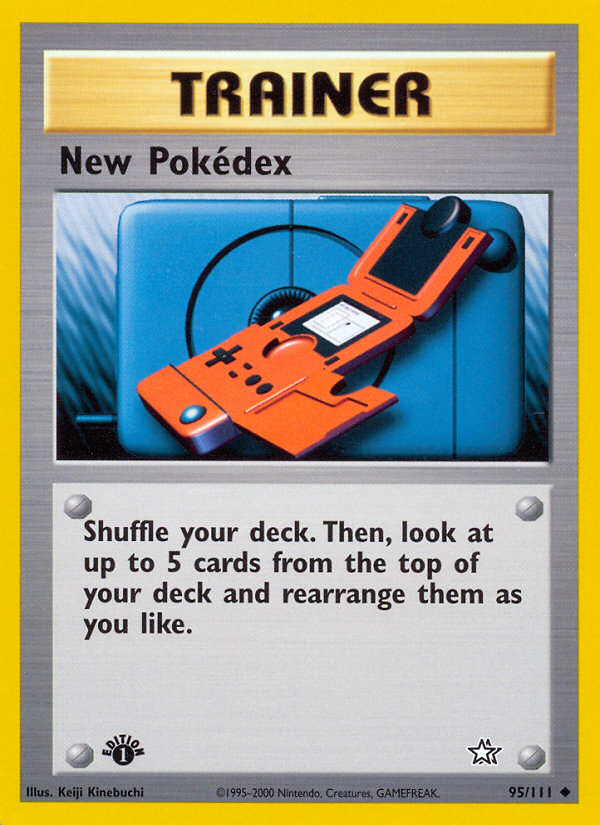 TRAINER
New Pokédex
Shuffle your deck. Then, look at
up to 5 cards from the top of
your deck and rearrange them as
you like.
EDITION
1
Illus. Keiji Kinebuchi
©1995-2000 Nintendo, Creatures, GAMEFREAK.
95/111